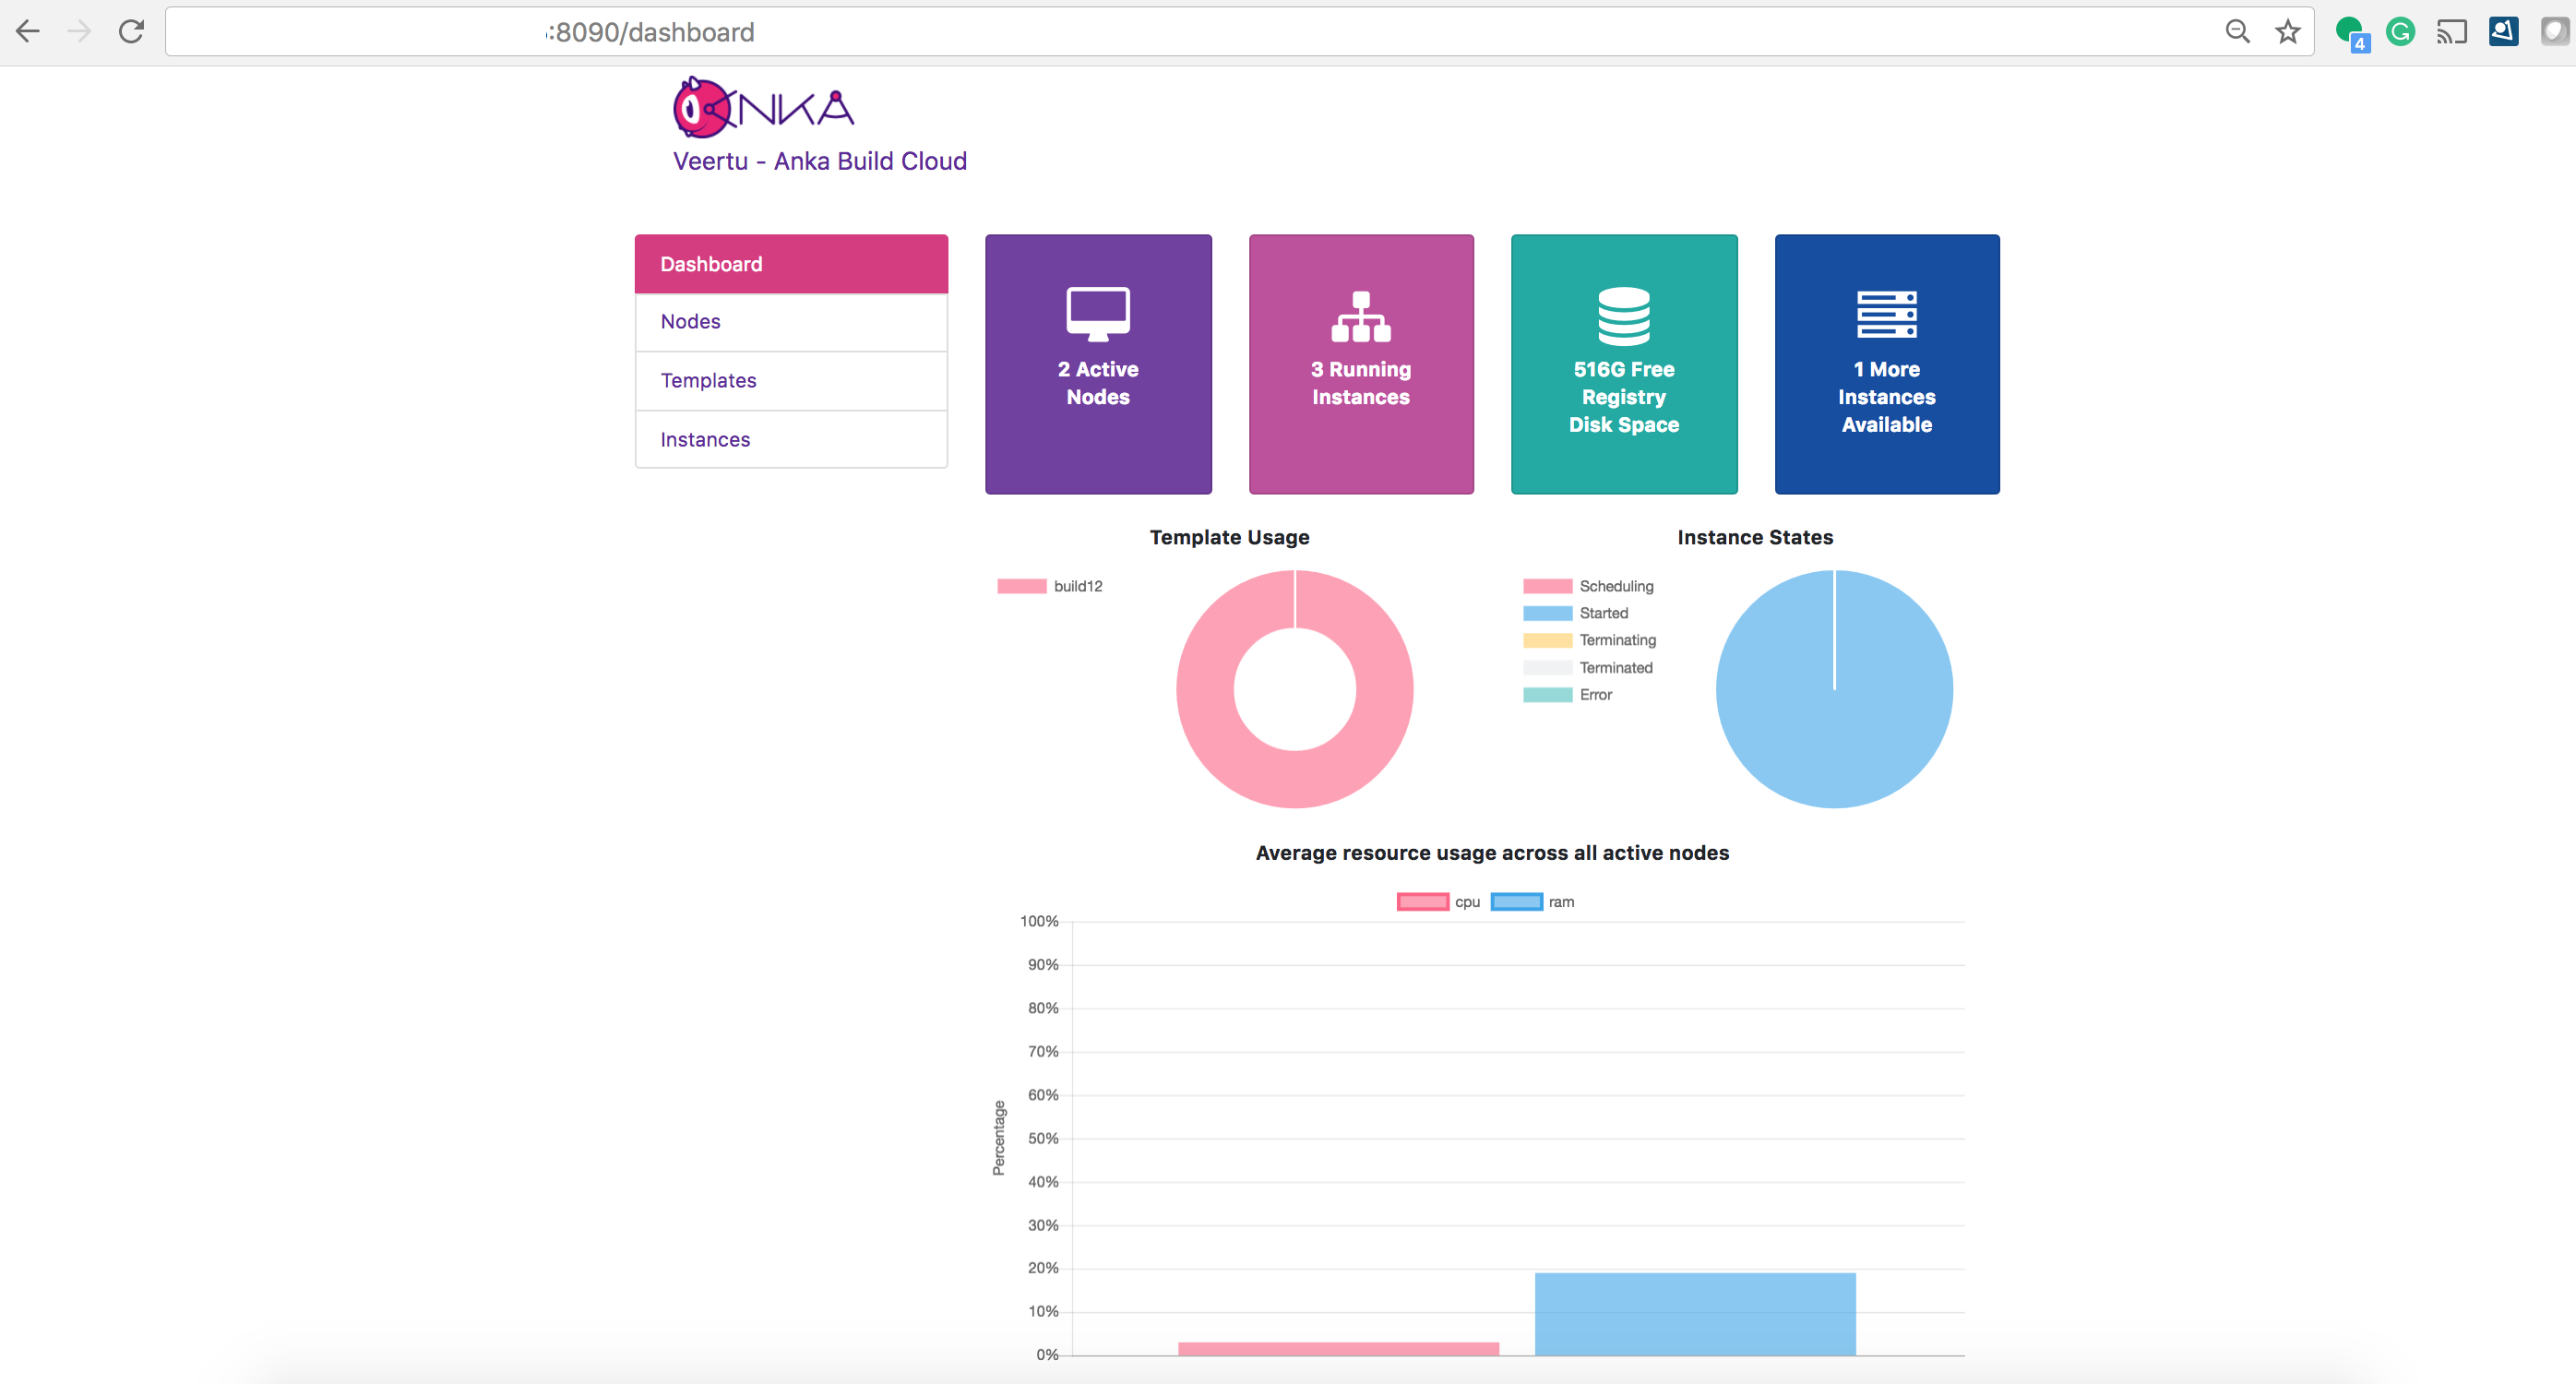 :8090/dashboard
4
ANKA
Veertu - Anka Build Cloud
Dashboard
Nodes
Templates
Instances
2 Active
Nodes
3 Running
Instances
516G Free
Registry
Disk Space
1 More
Instances
Available
Template Usage
build12
Instance States
Scheduling
Started
Terminating
Terminated
Error
Average resource usage across all active nodes
cpu
ram
100%
90%
80%
70%
60%
50%
40%
30%
20%
10%
0%
Percentage